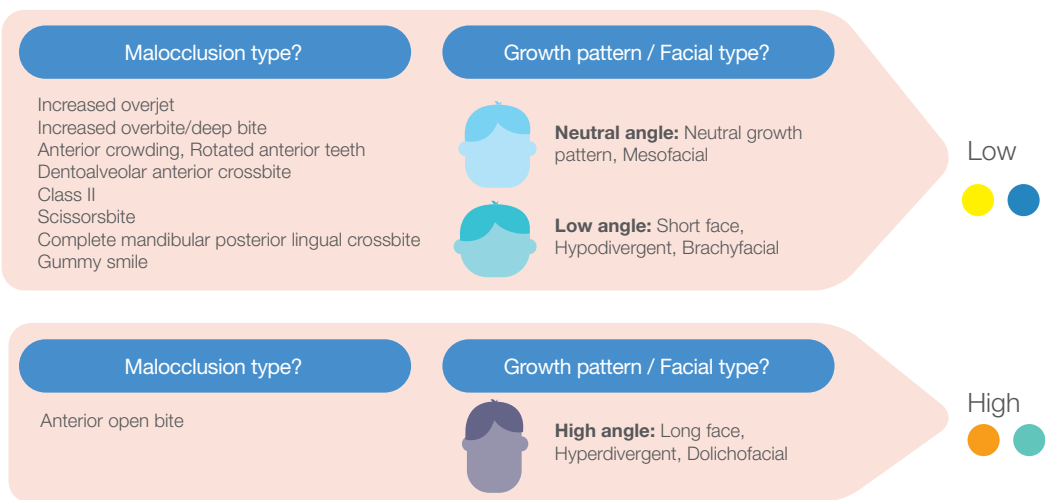 Malocclusion type?
Growth pattern / Facial type?
Increased overjet
Increased overbite/deep bite
Anterior crowding, Rotated anterior teeth
Dentoalveolar anterior crossbite
Class II
Scissorsbite
Complete mandibular posterior lingual crossbite
Gummy smile
Neutral angle: Neutral growth
pattern, Mesofacial
Low angle: Short face,
Hypodivergent, Brachyfacial
Low
Malocclusion type?
Growth pattern / Facial type?
Anterior open bite
High angle: Long face,
Hyperdivergent, Dolichofacial
High